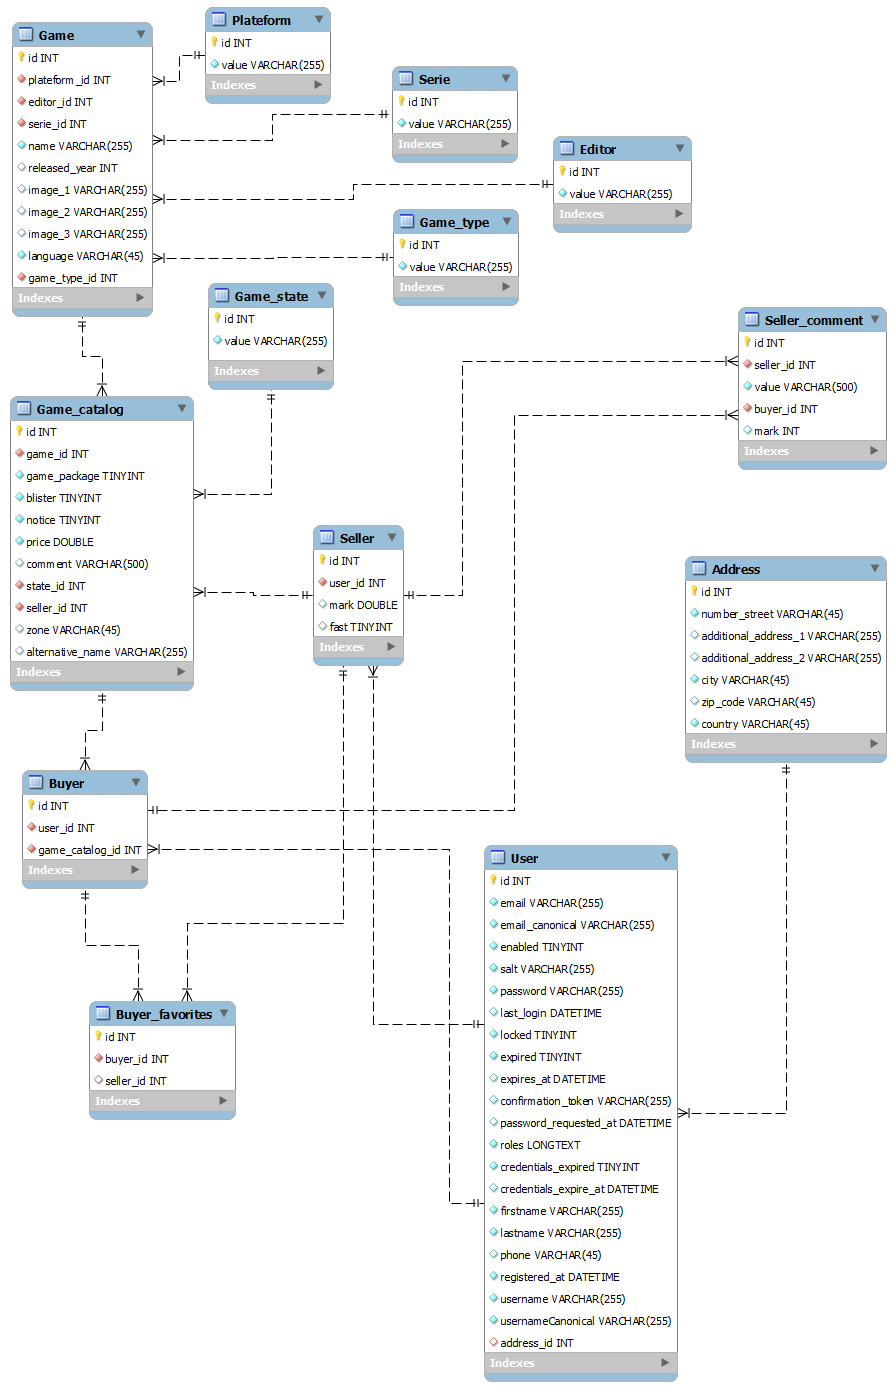 Game
id INT
plateform_id INT
editor_id INT
serie_id INT
name VARCHAR(255)
released_year INT
image_1 VARCHAR(255)
image_2 VARCHAR(255)
image_3 VARCHAR(255)
language VARCHAR(45)
game_type_id INT
Indexes
Plateform
id INT
value VARCHAR(255)
Indexes
Serie
id INT
value VARCHAR(255)
Indexes
Editor
id INT
value VARCHAR(255)
Indexes
Game_type
id INT
value VARCHAR(255)
Indexes
Game_state
id INT
value VARCHAR(255)
Indexes
Seller_comment
id INT
seller_id INT
value VARCHAR(500)
buyer_id INT
mark INT
Indexes
Game_catalog
id INT
game_id INT
game_package TINYINT
blister TINYINT
notice TINYINT
price DOUBLE
comment VARCHAR(500)
state_id INT
seller_id INT
zone VARCHAR(45)
alternative_name VARCHAR(255)
Indexes
Seller
id INT
user_id INT
mark DOUBLE
fast TINYINT
Indexes
Address
id INT
number_street VARCHAR(45)
additional_address_1 VARCHAR(255)
additional_address_2 VARCHAR(255)
city VARCHAR(45)
zip_code VARCHAR(45)
country VARCHAR(45)
Indexes
Buyer
id INT
user_id INT
game_catalog_id INT
Indexes
User
id INT
email VARCHAR(255)
email_canonical VARCHAR(255)
enabled TINYINT
salt VARCHAR(255)
password VARCHAR(255)
last_login DATETIME
locked TINYINT
expired TINYINT
expires_at DATETIME
confirmation_token VARCHAR(255)
password_requested_at DATETIME
roles LONGTEXT
credentials_expired TINYINT
credentials_expire_at DATETIME
firstname VARCHAR(255)
lastname VARCHAR(255)
phone VARCHAR(45)
registered_at DATETIME
username VARCHAR(255)
usernameCanonical VARCHAR(255)
address_id INT
Indexes
Buyer_favorites
id INT
buyer_id INT
seller_id INT
Indexes